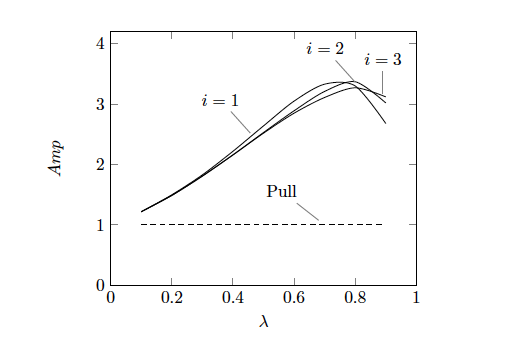 4
i = 2
i = 3
3
i = 1
Amp
2
Pull
1
0
0 0.2 0.4 0.6 0.8 1
λ